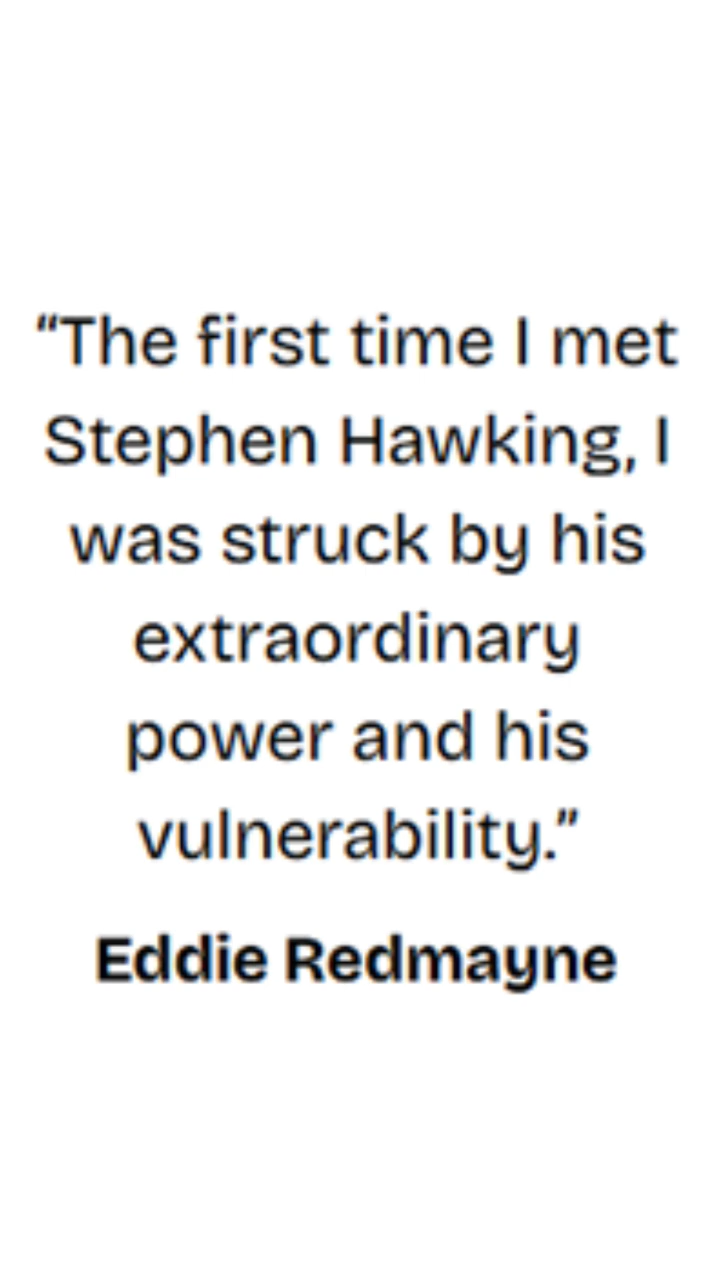 “The first time I met
Stephen Hawking, I
was struck by his
extraordinary
power and his
vulnerability.”
Eddie Redmayne